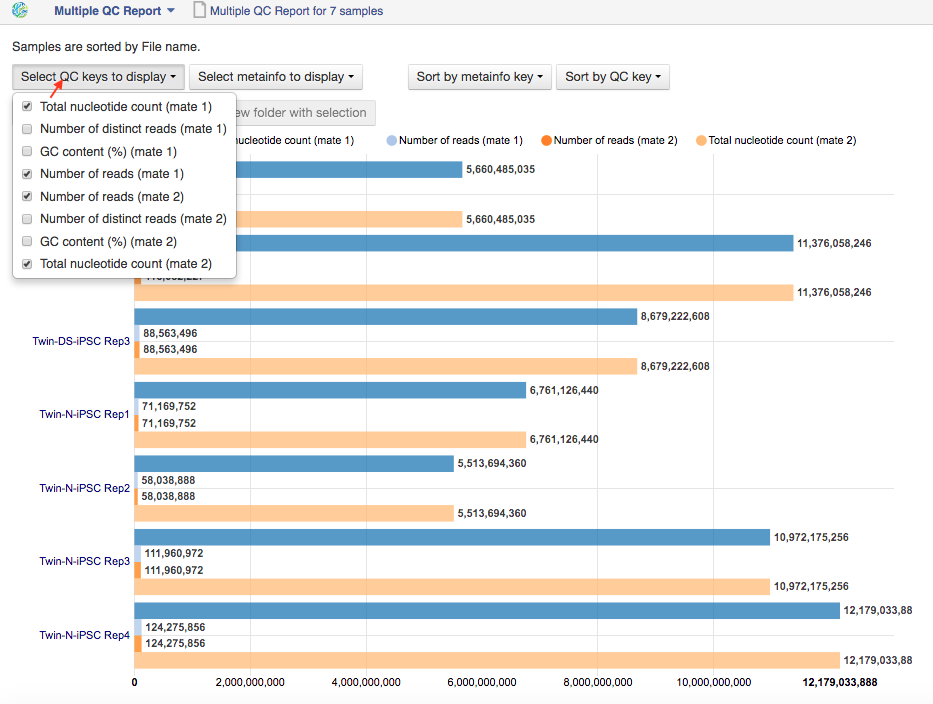 Multiple QC Report
Multiple QC Report for 7 samples
Samples are sorted by File name.
Select QC keys to display
Select metainfo to display
Sort by metainfo key
Sort by QC key
Total nucleotide count (mate 1)
Number of distinct reads (mate 1)
GC content (%) (mate 1)
Number of reads (mate 1)
Number of reads (mate 2)
Number of distinct reads (mate 2)
GC content (%) (mate 2)
Total nucleotide count (mate 2)
folder with selection
nucleotide count (mate 1)
Number of reads (mate 1)
Number of reads (mate 2)
Total nucleotide count (mate 2)
5,660,485,035
5,660,485,035
11,376,058,246
11,376,058,246
Twin-DS-iPSC Rep3
8,679,222,608
88,563,496
88,563,496
8,679,222,608
Twin-N-iPSC Rep1
6,761,126,440
71,169,752
71,169,752
6,761,126,440
Twin-N-iPSC Rep2
5,513,694,360
58,038,888
58,038,888
5,513,694,360
Twin-N-iPSC Rep3
10,972,175,256
111,960,972
111,960,972
10,972,175,256
Twin-N-iPSC Rep4
12,179,033,88
124,275,856
124,275,856
12,179,033,88
0
2,000,000,000
4,000,000,000
6,000,000,000
8,000,000,000
10,000,000,000
12,179,033,888